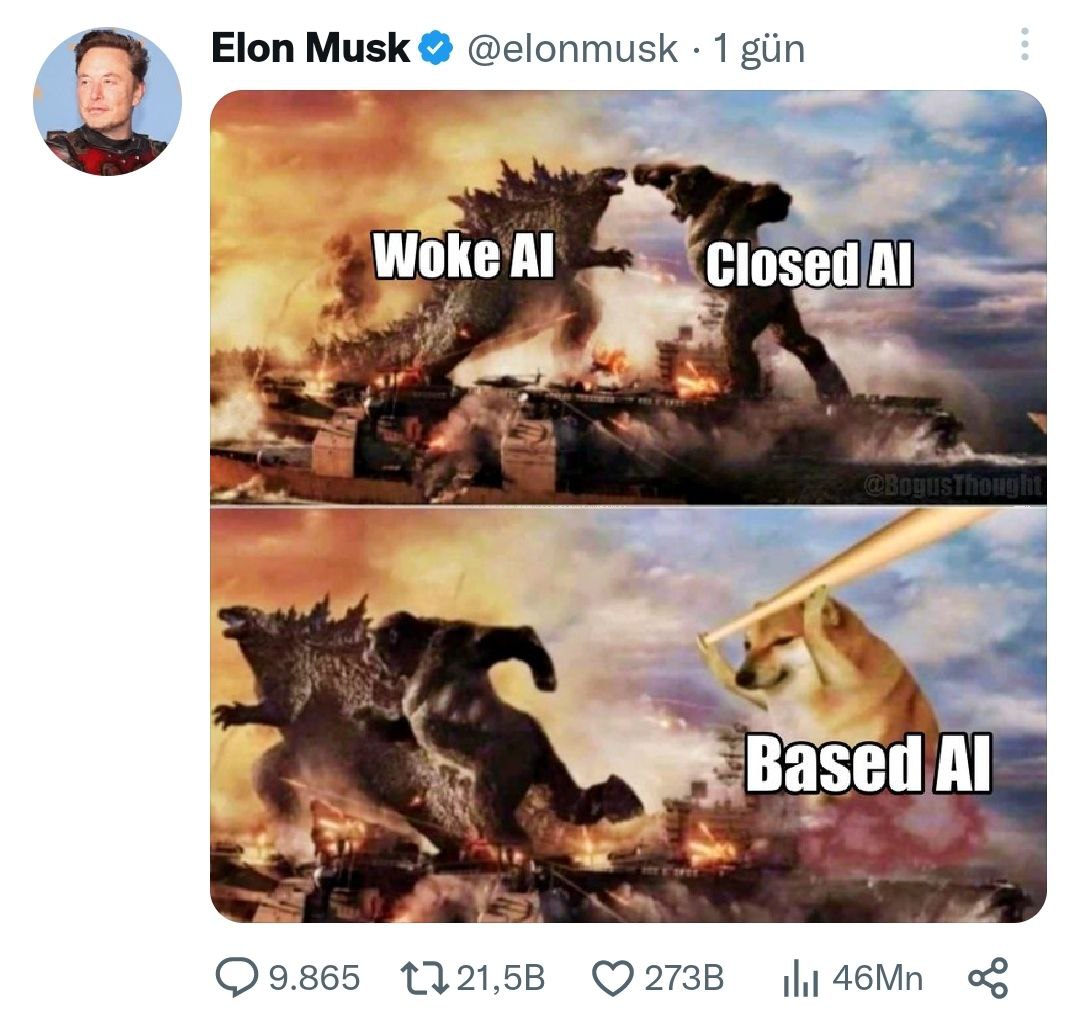 Elon Musk @elonmusk · 1 gün
Woke AI
Closed AI
@BogusThought
Based AI
9.865 21,5B 273B 46Mn